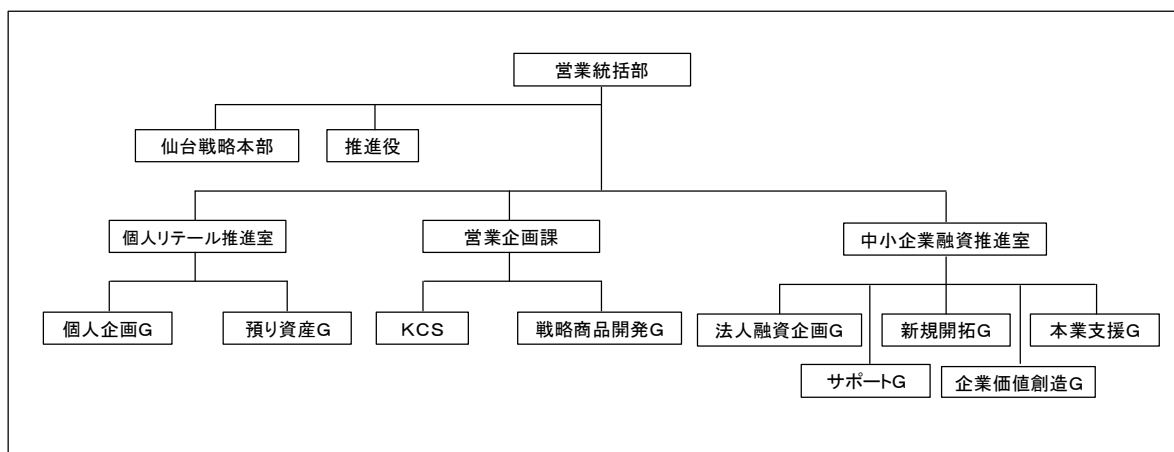 営業統括部
仙台戦略本部
推進役
個人リテール推進室
営業企画課
中小企業融資推進室
個人企画G
預り資産G
KCS
戦略商品開発G
法人融資企画G
新規開拓G
本業支援G
サポートG
企業価値創造G